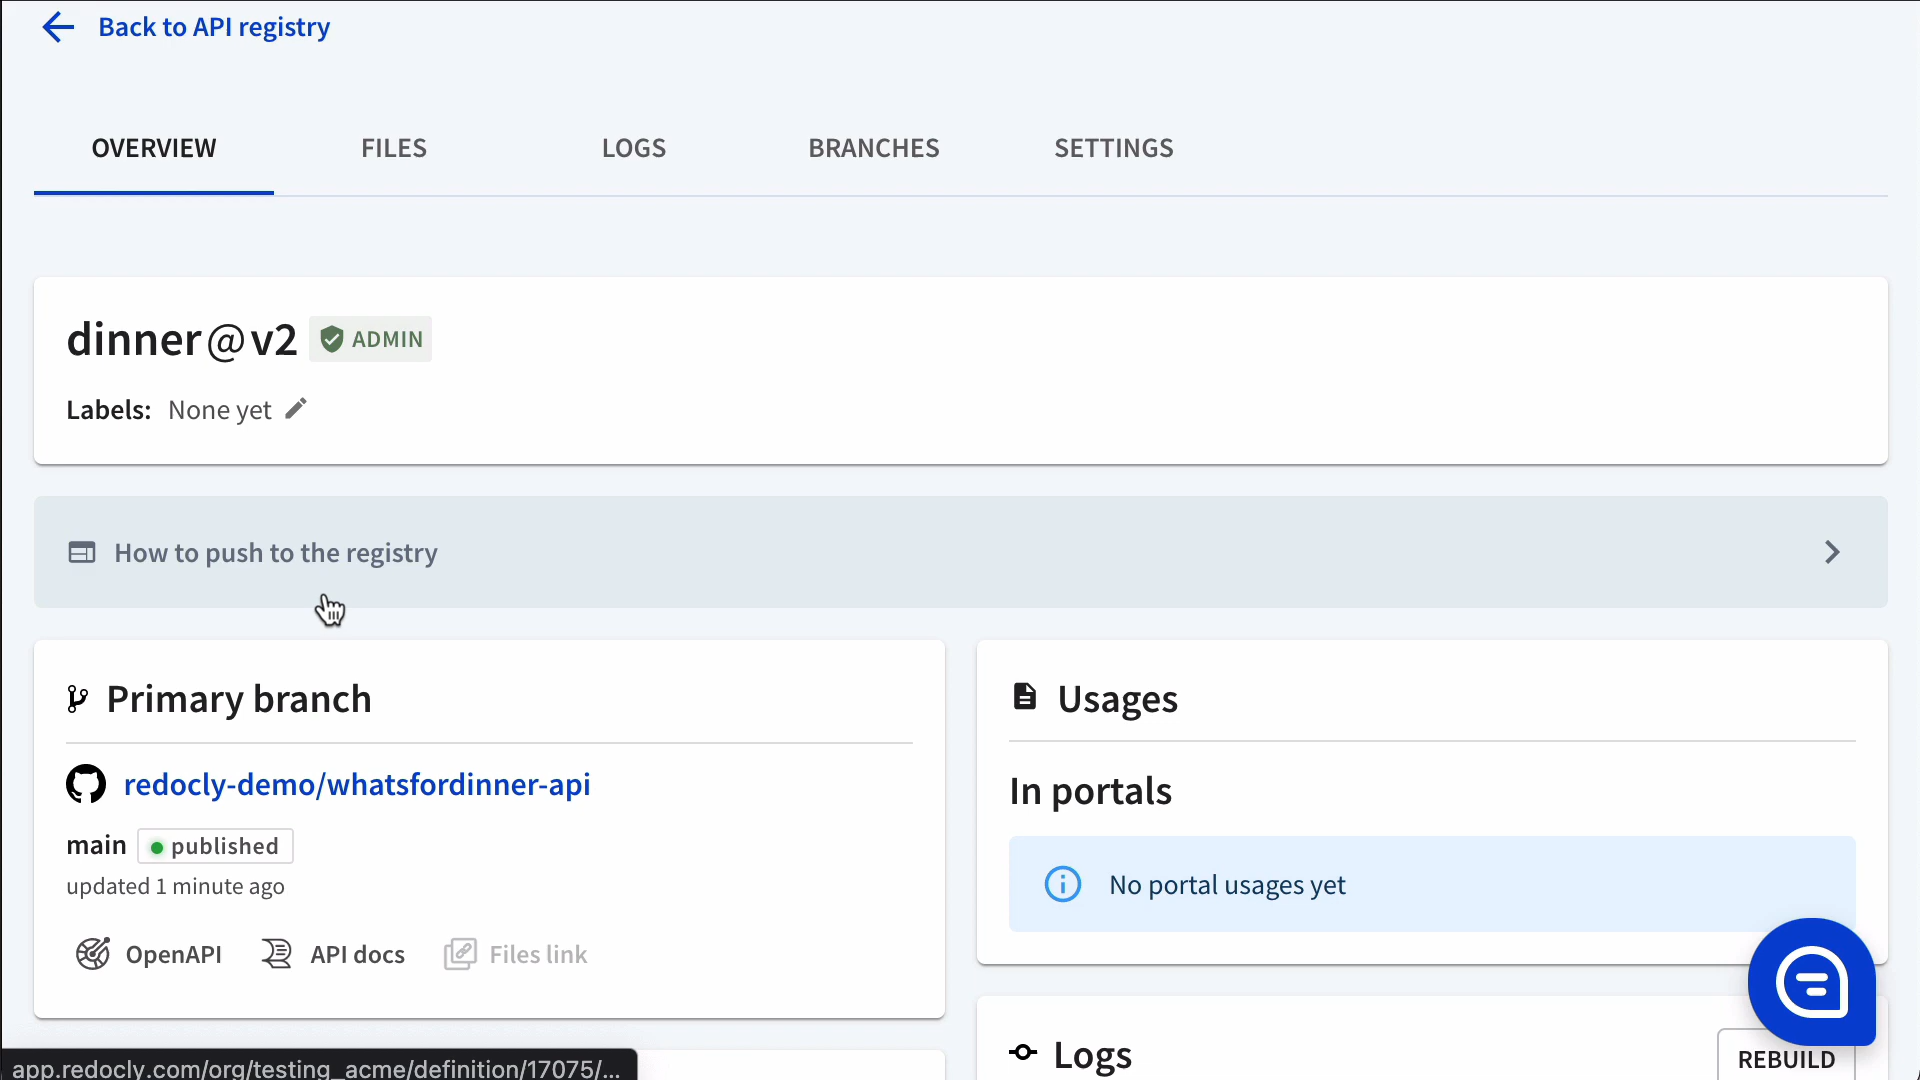 Back to API registry
OVERVIEW FILES LOGS BRANCHES SETTINGS
dinner@v2 ADMIN
Labels: None yet
How to push to the registry
Primary branch
redocly-demo/whatsfordinner-api
main published
updated 1 minute ago
OpenAPI API docs Files link
Usages
In portals
No portal usages yet
Logs REBUILD
app.redocly.com/org/testing_acme/definition/17075/...